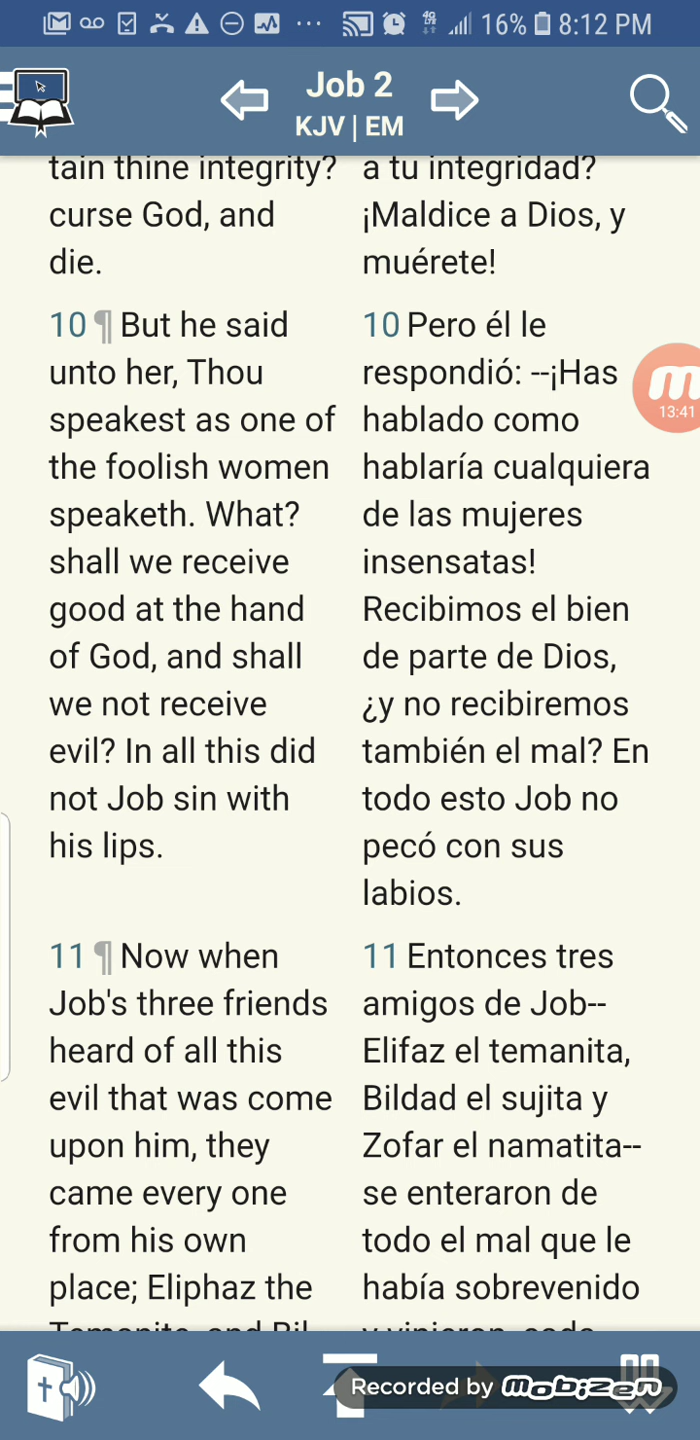 16% 8:12 PM
Job 2
KJV | EM
tain thine integrity?
curse God, and
die.
10 ¶ But he said
unto her, Thou
speakest as one of
the foolish women
speaketh. What?
shall we receive
good at the hand
of God, and shall
we not receive
evil? In all this did
not Job sin with
his lips.
11 ¶ Now when
Job's three friends
heard of all this
evil that was come
upon him, they
came every one
from his own
place; Eliphaz the
Temanite, and Bil
a tu integridad?
¡Maldice a Dios, y
muérete!
10 Pero él le
respondió: --¡Has
hablado como
hablaría cualquiera
de las mujeres
insensatas!
Recibimos el bien
de parte de Dios,
¿y no recibiremos
también el mal? En
todo esto Job no
pecó con sus
labios.
11 Entonces tres
amigos de Job--
Elifaz el temanita,
Bildad el sujita y
Zofar el namatita--
se enteraron de
todo el mal que le
había sobrevenido
y vinieron, cada
m
13:41
Recorded by mobizen